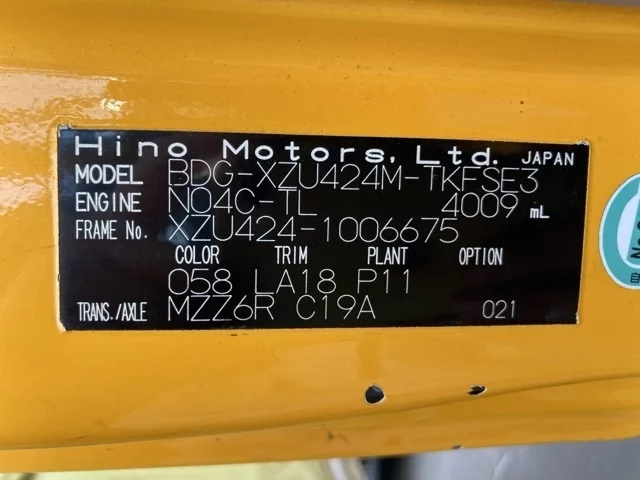 Hino Motors, Ltd. JAPAN
MODEL BDG-XZU424M-TKFSE3
ENGINE N04C-TL 4009 mL
FRAME No. XZU424-1006675
COLOR TRIM PLANT OPTION
058 LA18 P11
TRANS./AXLE MZZ6R C19A 021